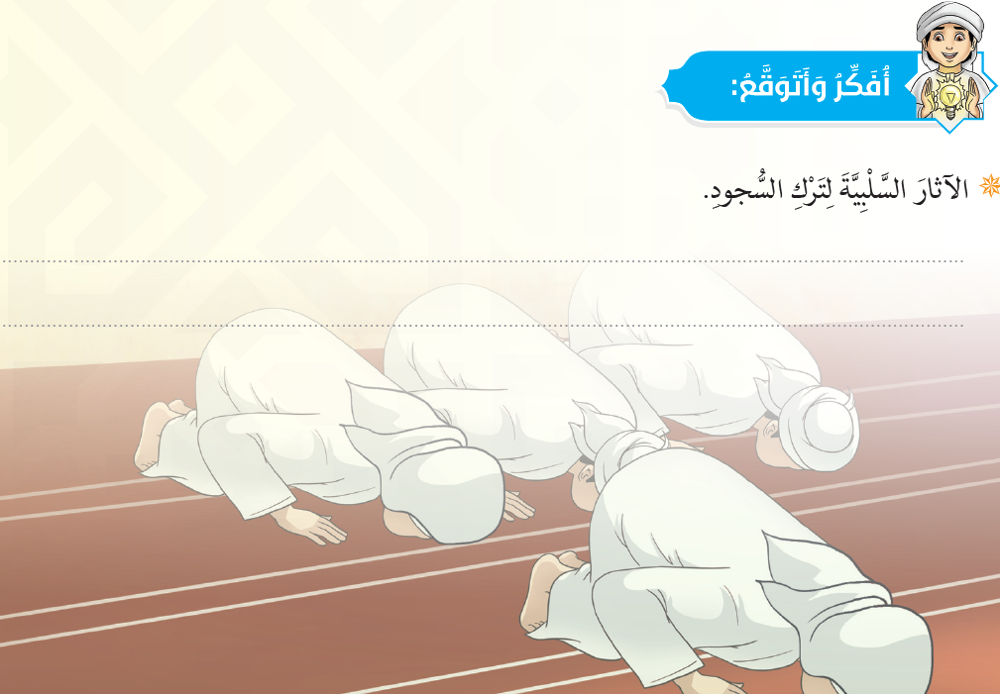 أُفَكِّرُ وَأَتَوَقَّعُ:
الآثارَ السَّلْبِيَّةَ لِتَرْكِ السُّجودِ.